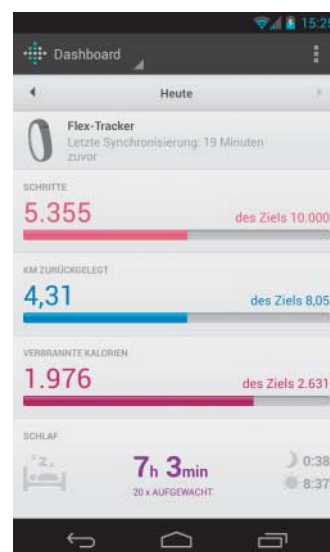 15:29
Dashboard
Heute
Flex-Tracker
Letzte Synchronisierung: 19 Minuten
zuvor
SCHRITTE
5.355 des Ziels 10.000
KM ZURÜCKGELEGT
4,31 des Ziels 8,05
VERBRANNTE KALORIEN
1.976 des Ziels 2.631
SCHLAF
7h 3min
20 x AUFGEWACHT
0:38
8:37